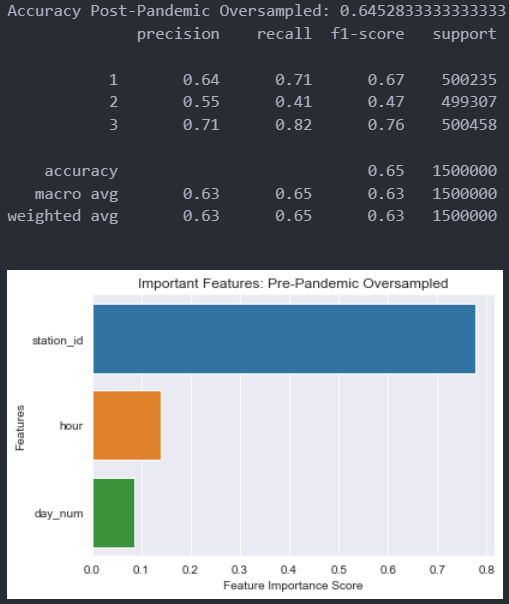 Accuracy Post-Pandemic Oversampled: 0.6452833333333333
precision recall f1-score support
1 0.64 0.71 0.67 500235
2 0.55 0.41 0.47 499307
3 0.71 0.82 0.76 500458
accuracy 0.65 1500000
macro avg 0.63 0.65 0.63 1500000
weighted avg 0.63 0.65 0.63 1500000
Important Features: Pre-Pandemic Oversampled
Features
station_id
hour
day_num
0.0 0.1 0.2 0.3 0.4 0.5 0.6 0.7 0.8
Feature Importance Score